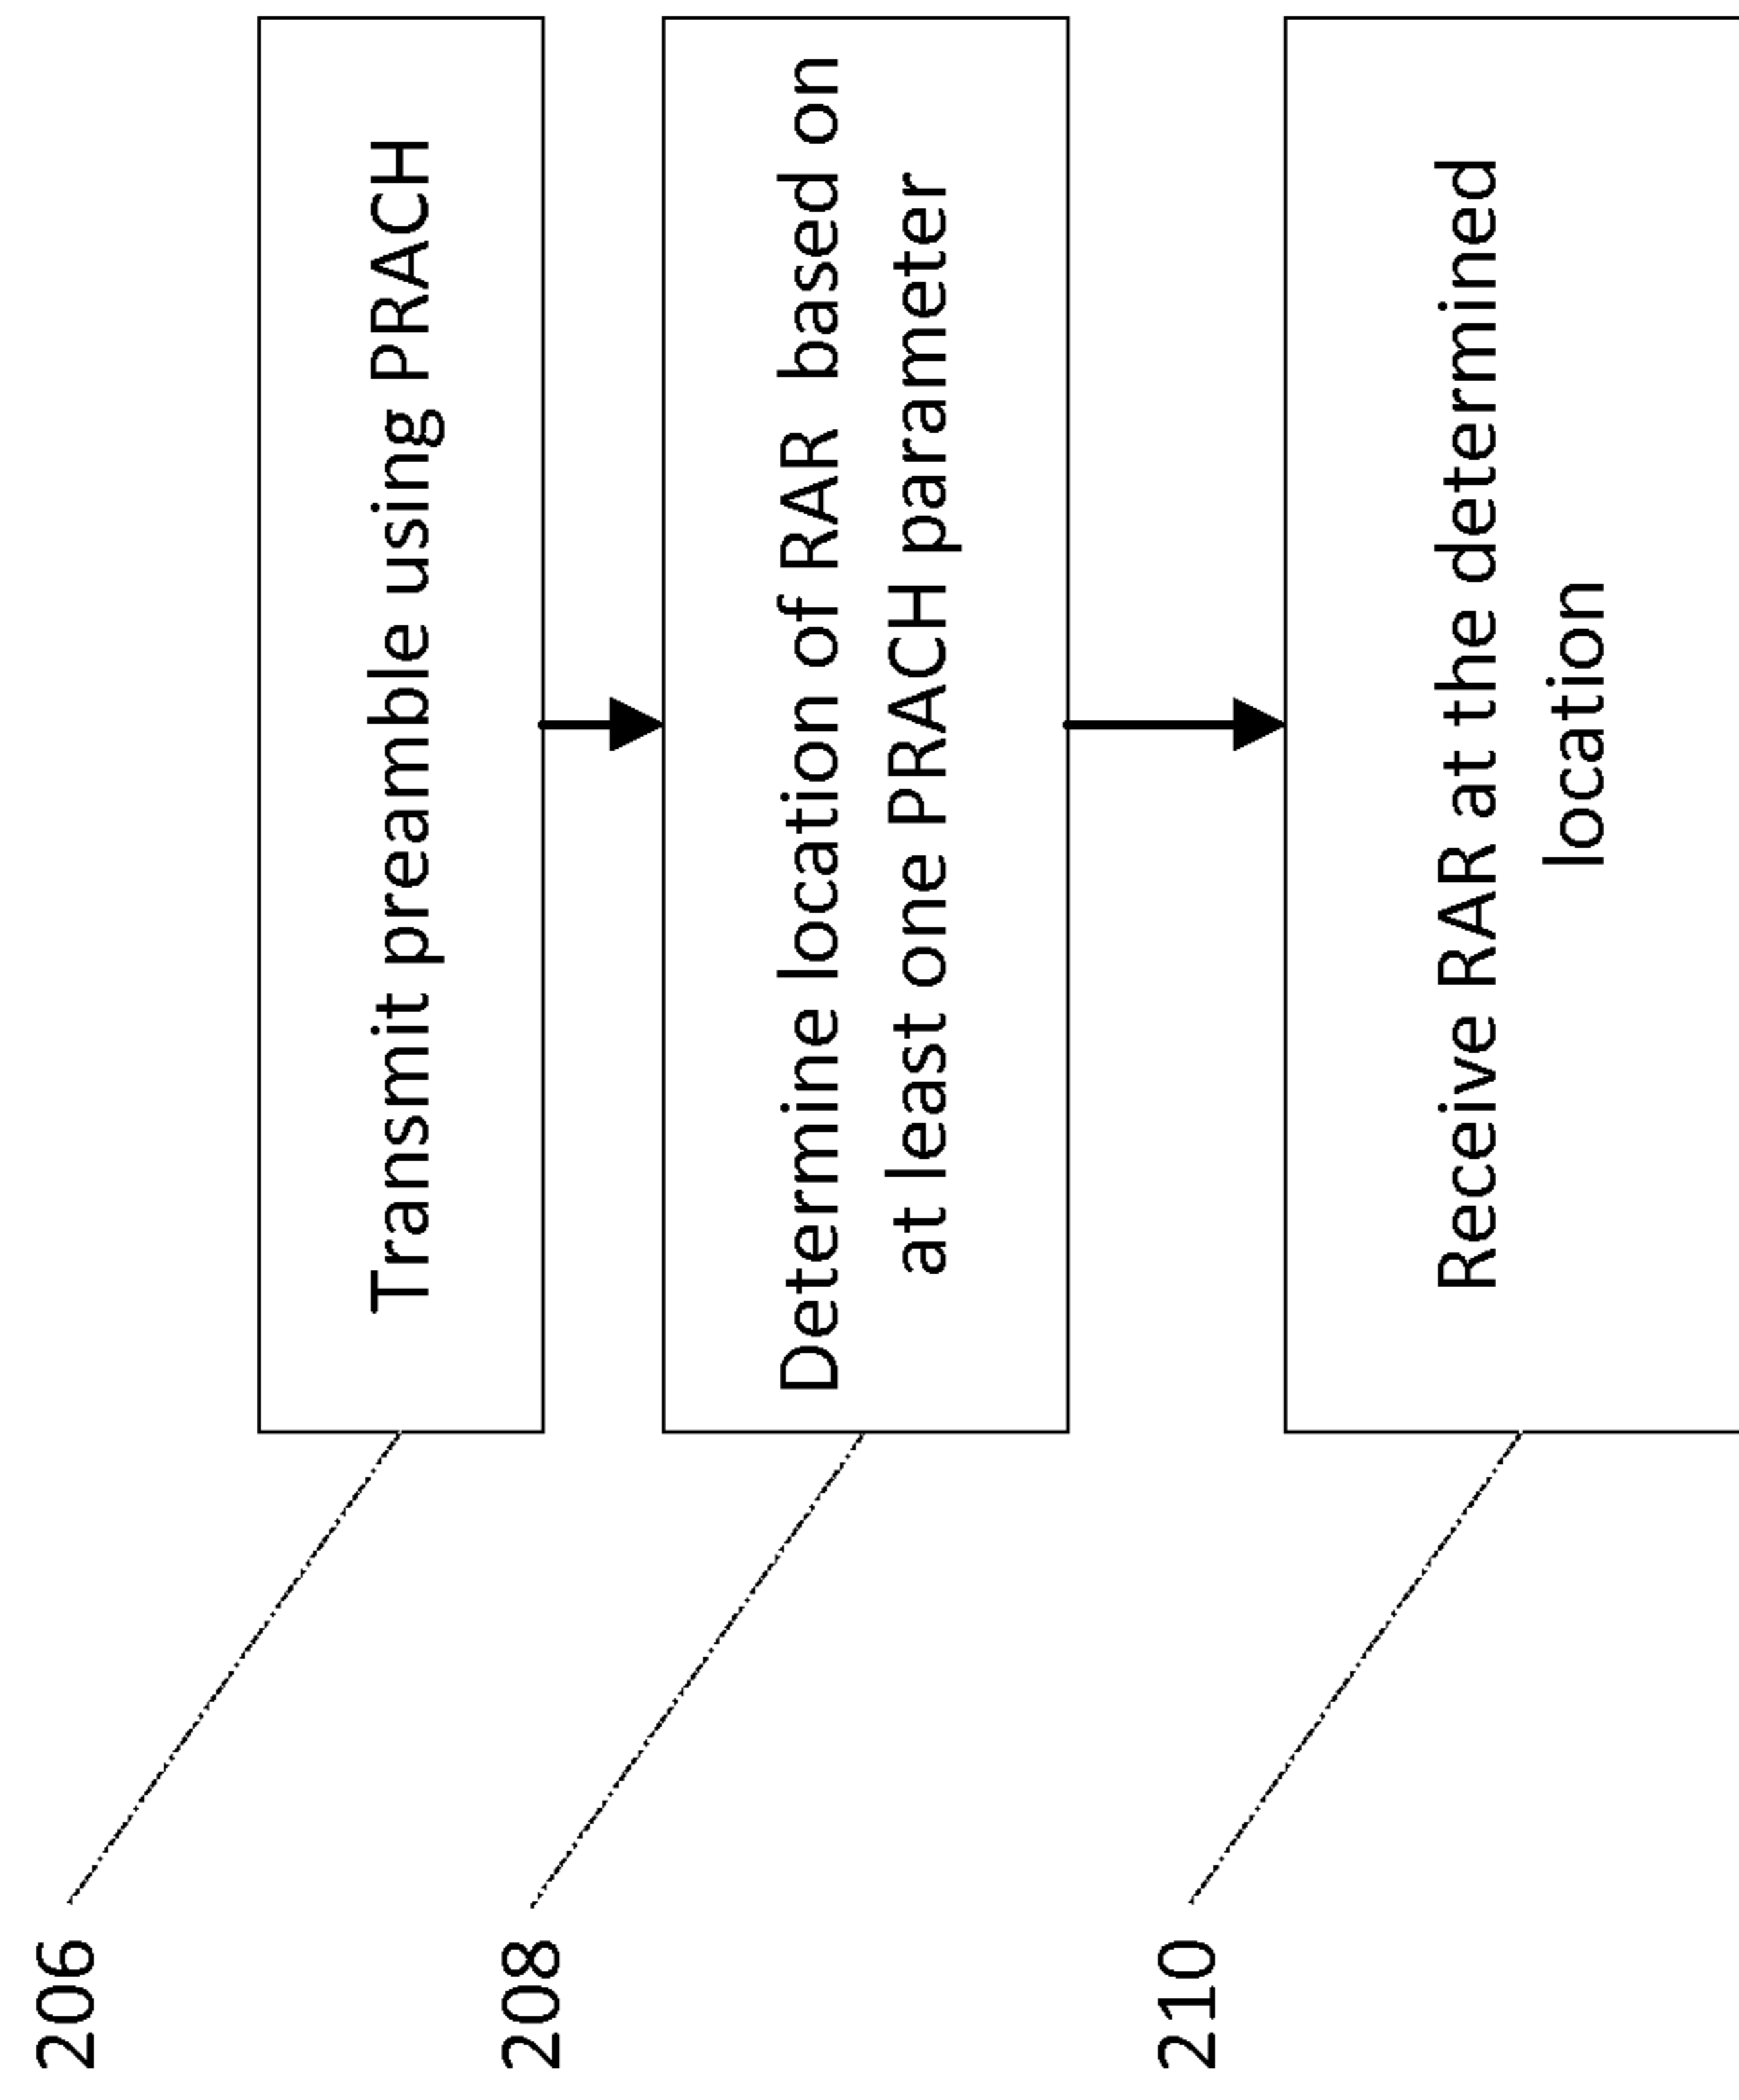 206
Transmit preamble using PRACH
208
Determine location of RAR  based on
at least one PRACH parameter
210
Receive RAR at the determined
location